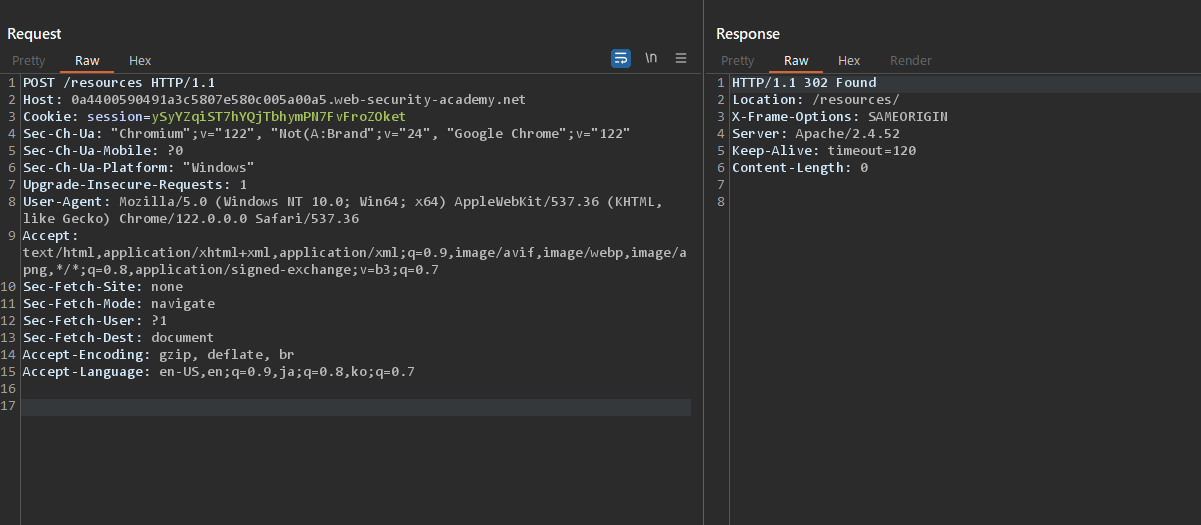 Request
Pretty Raw Hex \n
1 POST /resources HTTP/1.1
2 Host: 0a4400590491a3c5807e580c005a00a5.web-security-academy.net
3 Cookie: session=ySyYZqiST7hYQjTbhymPN7FvFroZOket
4 Sec-Ch-Ua: "Chromium";v="122", "Not(A:Brand";v="24", "Google Chrome";v="122"
5 Sec-Ch-Ua-Mobile: ?0
6 Sec-Ch-Ua-Platform: "Windows"
7 Upgrade-Insecure-Requests: 1
8 User-Agent: Mozilla/5.0 (Windows NT 10.0; Win64; x64) AppleWebKit/537.36 (KHTML,
like Gecko) Chrome/122.0.0.0 Safari/537.36
9 Accept:
text/html,application/xhtml+xml,application/xml;q=0.9,image/avif,image/webp,image/a
png,*/*;q=0.8,application/signed-exchange;v=b3;q=0.7
10 Sec-Fetch-Site: none
11 Sec-Fetch-Mode: navigate
12 Sec-Fetch-User: ?1
13 Sec-Fetch-Dest: document
14 Accept-Encoding: gzip, deflate, br
15 Accept-Language: en-US,en;q=0.9,ja;q=0.8,ko;q=0.7
16
17
Response
Pretty Raw Hex Render
1 HTTP/1.1 302 Found
2 Location: /resources/
3 X-Frame-Options: SAMEORIGIN
4 Server: Apache/2.4.52
5 Keep-Alive: timeout=120
6 Content-Length: 0
7
8